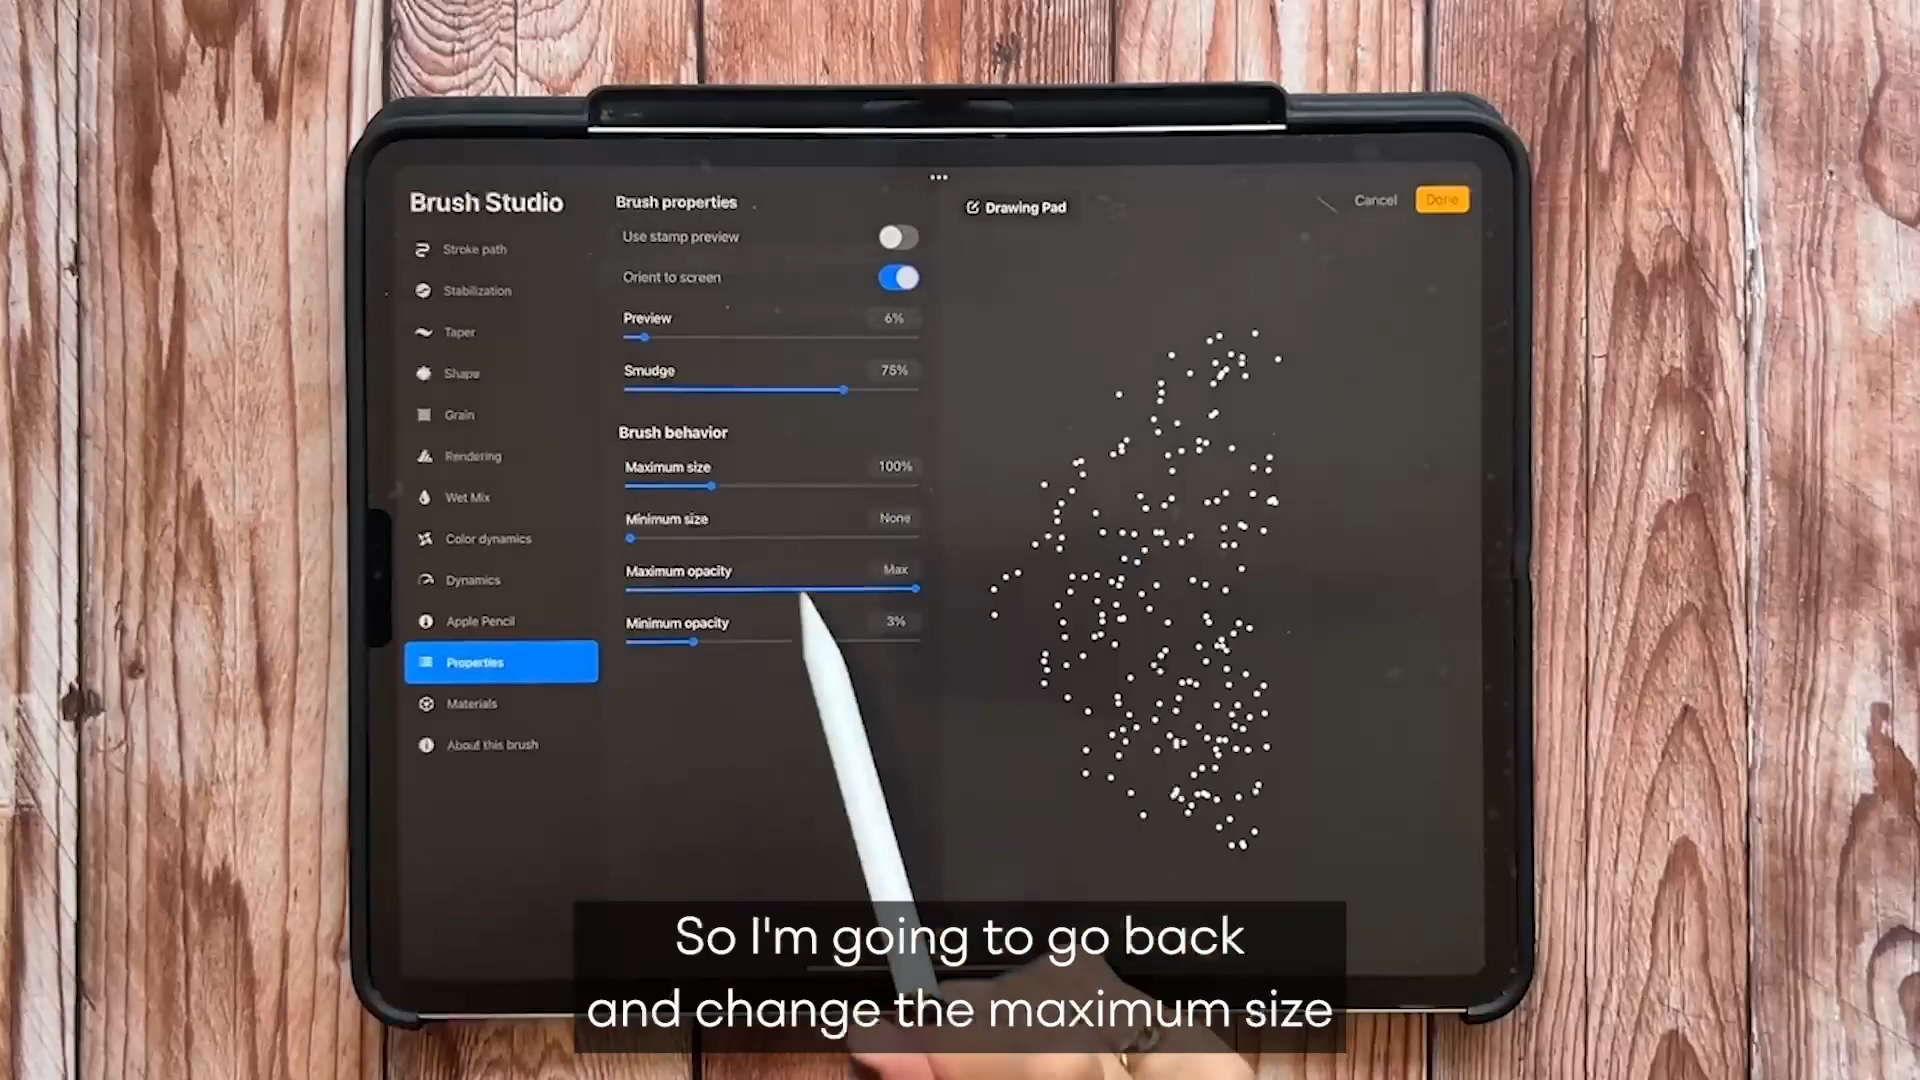 Brush Studio
Stroke path
Stabilization
Taper
Shape
Grain
Rendering
Wet Mix
Color dynamics
Dynamics
Apple Pencil
Properties
Materials
About this brush
Brush properties
Use stamp preview
Orient to screen
Preview 6%
Smudge 75%
Brush behavior
Maximum size 100%
Minimum size None
Maximum opacity Max
Minimum opacity 3%
Drawing Pad
Cancel
Done
So I'm going to go back
and change the maximum size